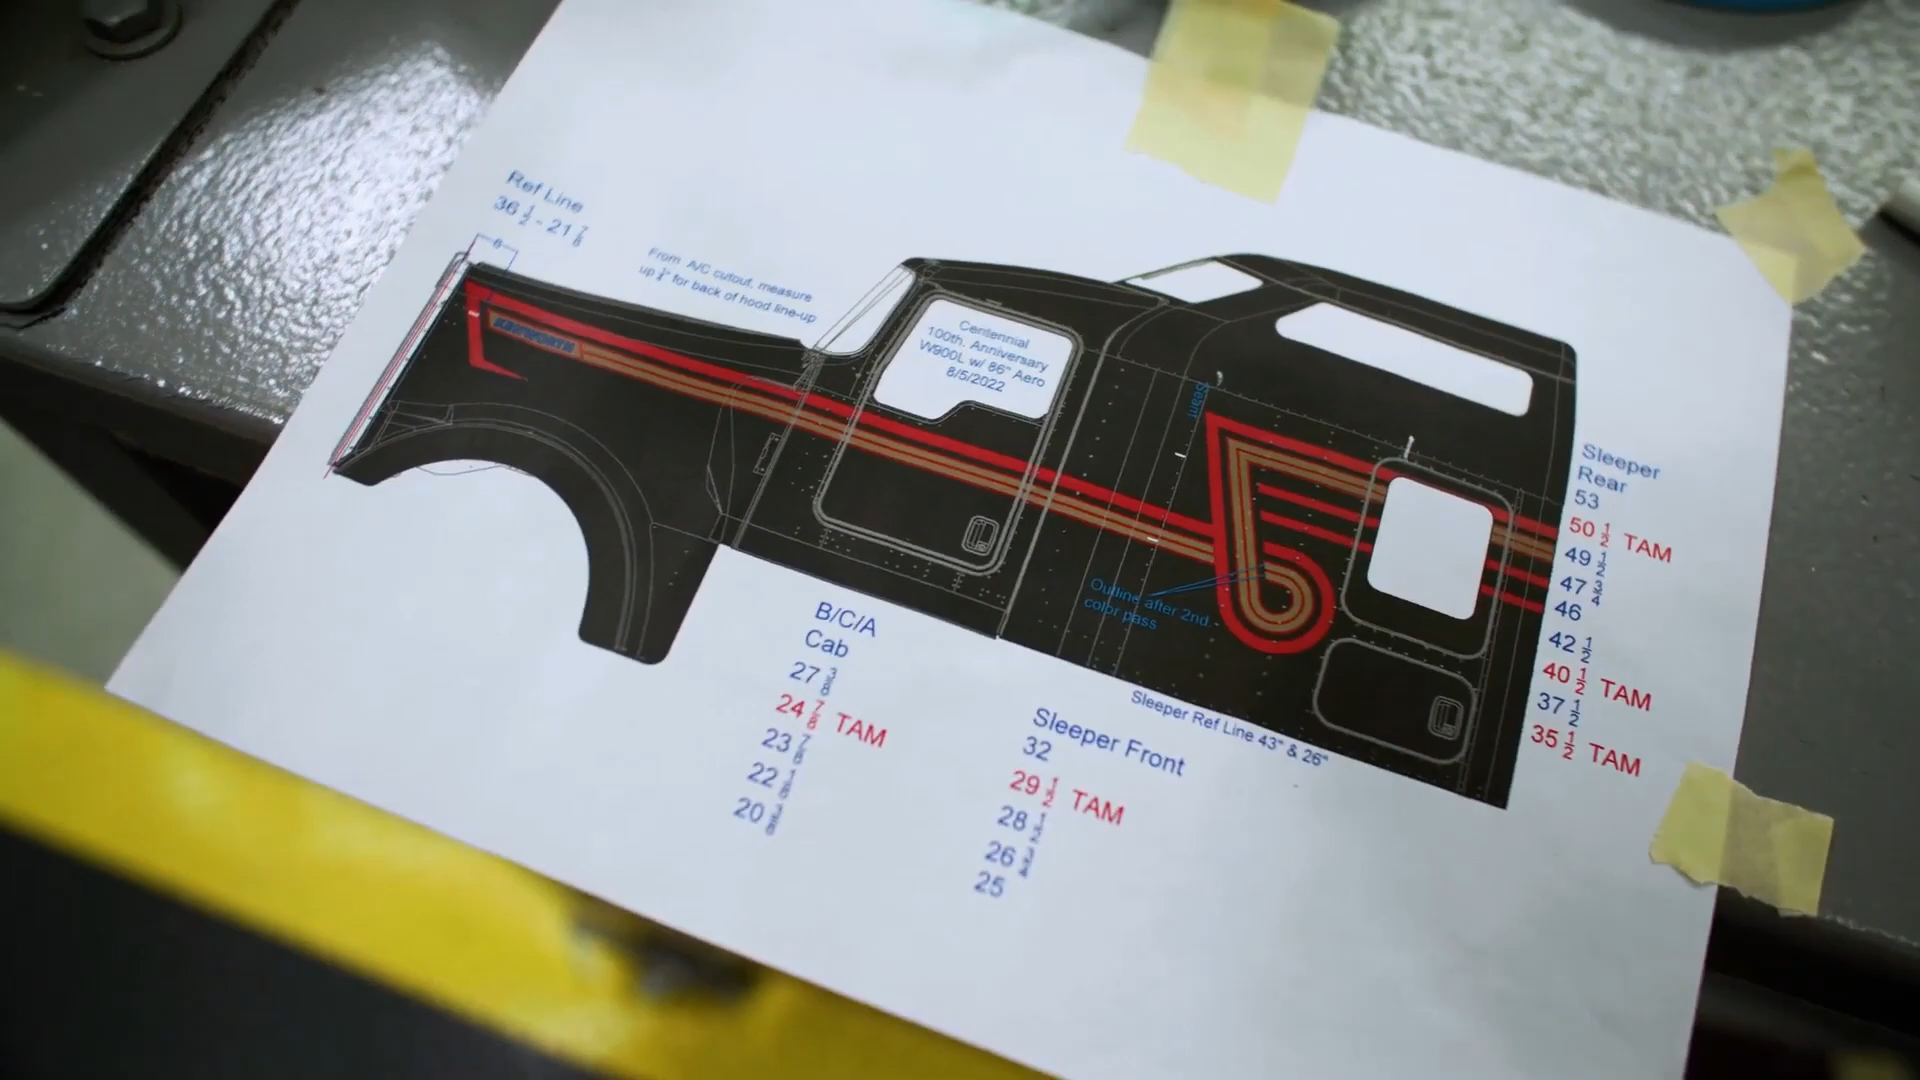 Ref Line
36 1/2 - 21 7/8
6
From A/C cutout, measure
up 1/4" for back of hood line-up
KENWORTH
Centennial
100th. Anniversary
W900L w/ 86" Aero
8/5/2022
Seam
Outline after 2nd
color pass
Sleeper Ref Line 43" & 26"
B/C/A
Cab
27 3/8
24 7/8 TAM
23 7/8
22 1/8
20 3/8
Sleeper Front
32
29 1/2 TAM
28 1/2
26 3/4
25
Sleeper
Rear
53
50 1/2 TAM
49 1/2
47 3/4
46
42 1/2
40 1/2 TAM
37 1/2
35 1/2 TAM